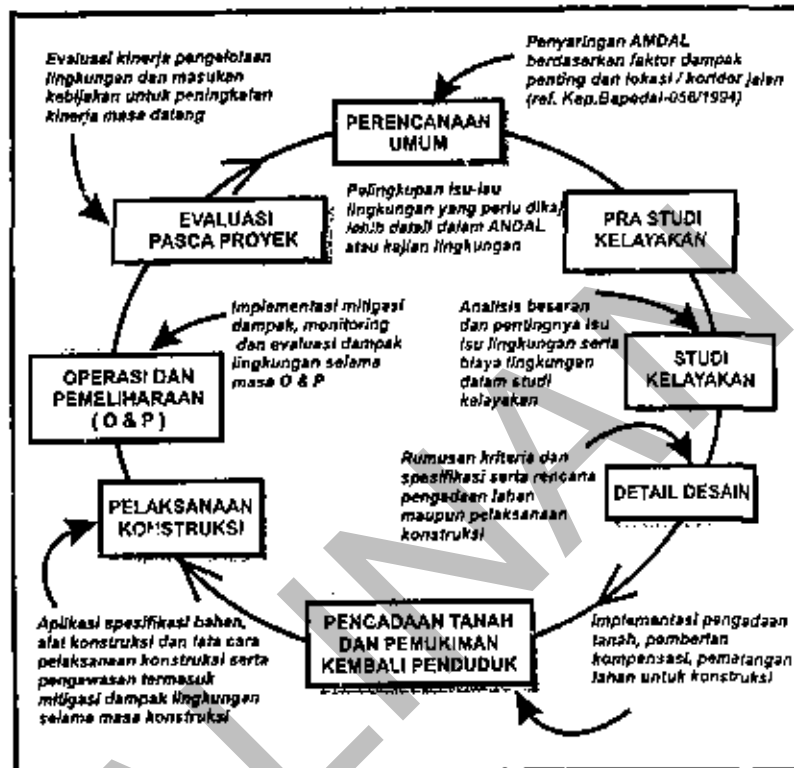 Evaluasi kinerja pengelolaan
lingkungan dan masukan
kebijakan untuk peningkatan
kinerja masa datang
Penyaringan AMDAL
berdasarkan faktor dampak
penting dan lokasi / koridor jalan
(ref. Kep.Bapedal-056/1994)
PERENCANAAN
UMUM
EVALUASI
PASCA PROYEK
Pelingkupan isu-isu
lingkungan yang perlu dikaj
lebih detail dalam ANDAL
atau kajian lingkungan
PRA STUDI
KELAYAKAN
Implementasi mitigasi
dampak, monitoring
dan evaluasi dampak
lingkungan selama
masa O & P
Analisis besaran
dan pentingnya isu
isu lingkungan serta
biaya lingkungan
dalam studi
kelayakan
STUDI
KELAYAKAN
OPERASI DAN
PEMELIHARAAN
( O & P )
Rumusan kriteria dan
spesifikasi serta rencana
pengadaan lahan
maupun pelaksanaan
konstruksi
DETAIL DESAIN
PELAKSANAAN
KONSTRUKSI
Aplikasi spesifikasi bahan,
alat konstruksi dan tata cara
pelaksanaan konstruksi serta
pengawasan termasuk
mitigasi dampak lingkungan
selama masa konstruksi
PENGADAAN TANAH
DAN PEMUKIMAN
KEMBALI PENDUDUK
Implementasi pengadaan
tanah, pemberian
kompensasi, pematangan
lahan untuk konstruksi
ALINAN